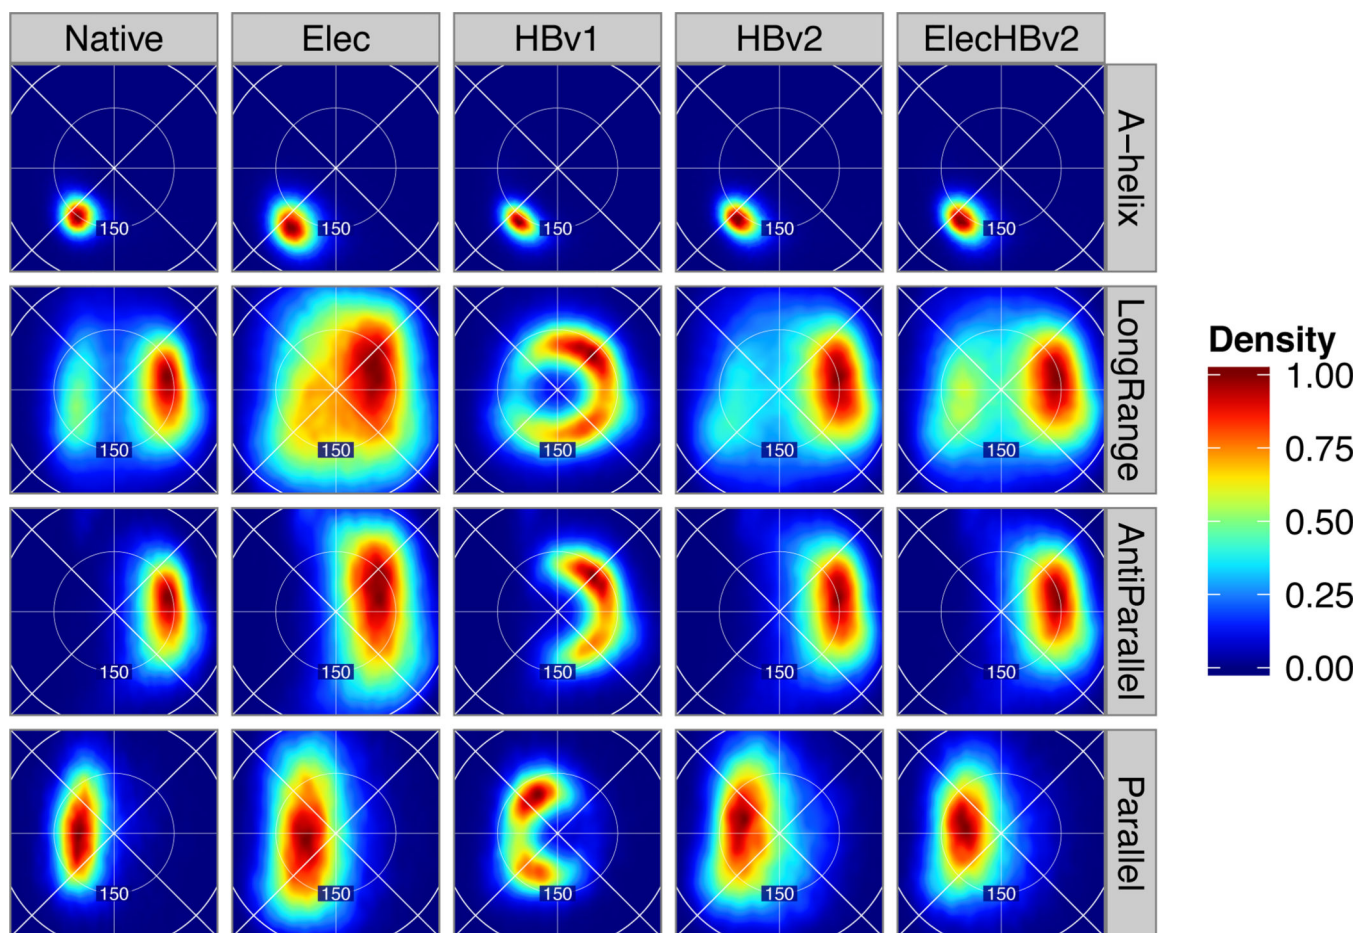 Native Elec HBv1 HBv2 ElecHBv2
150 150 150 150 150 A-helix
150 150 150 150 150 LongRange
150 150 150 150 150 AntiParallel
150 150 150 150 150 Parallel
Density
1.00
0.75
0.50
0.25
0.00